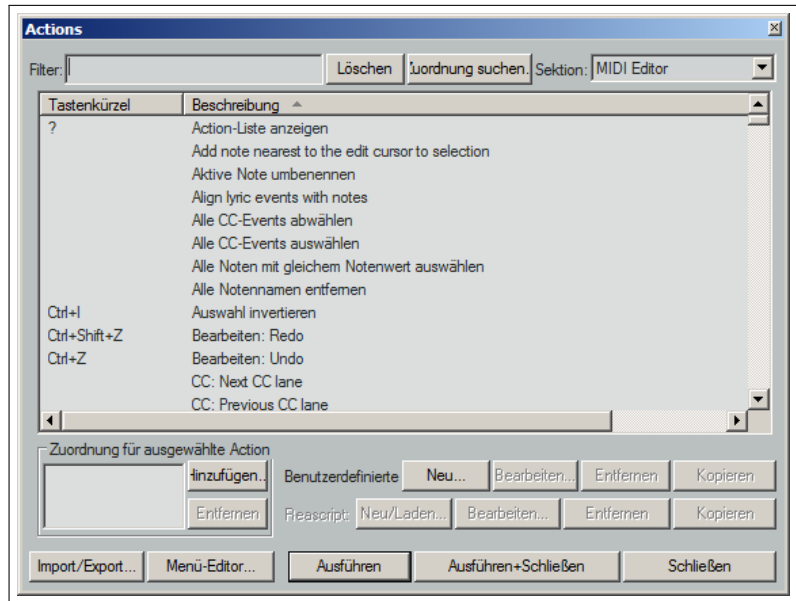 Actions
Filter: Löschen Zuordnung suchen. Sektion: MIDI Editor
Tastenkürzel Beschreibung
? Action-Liste anzeigen
Add note nearest to the edit cursor to selection
Aktive Note umbenennen
Align lyric events with notes
Alle CC-Events abwählen
Alle CC-Events auswählen
Alle Noten mit gleichem Notenwert auswählen
Alle Notennamen entfernen
Ctrl+I Auswahl invertieren
Ctrl+Shift+Z Bearbeiten: Redo
Ctrl+Z Bearbeiten: Undo
CC: Next CC lane
CC: Previous CC lane
Zuordnung für ausgewählte Action
Hinzufügen.. Benutzerdefinierte Neu... Bearbeiten... Entfernen Kopieren
Entfernen Reascript: Neu/Laden... Bearbeiten... Entfernen Kopieren
Import/Export... Menü-Editor... Ausführen Ausführen+Schließen Schließen